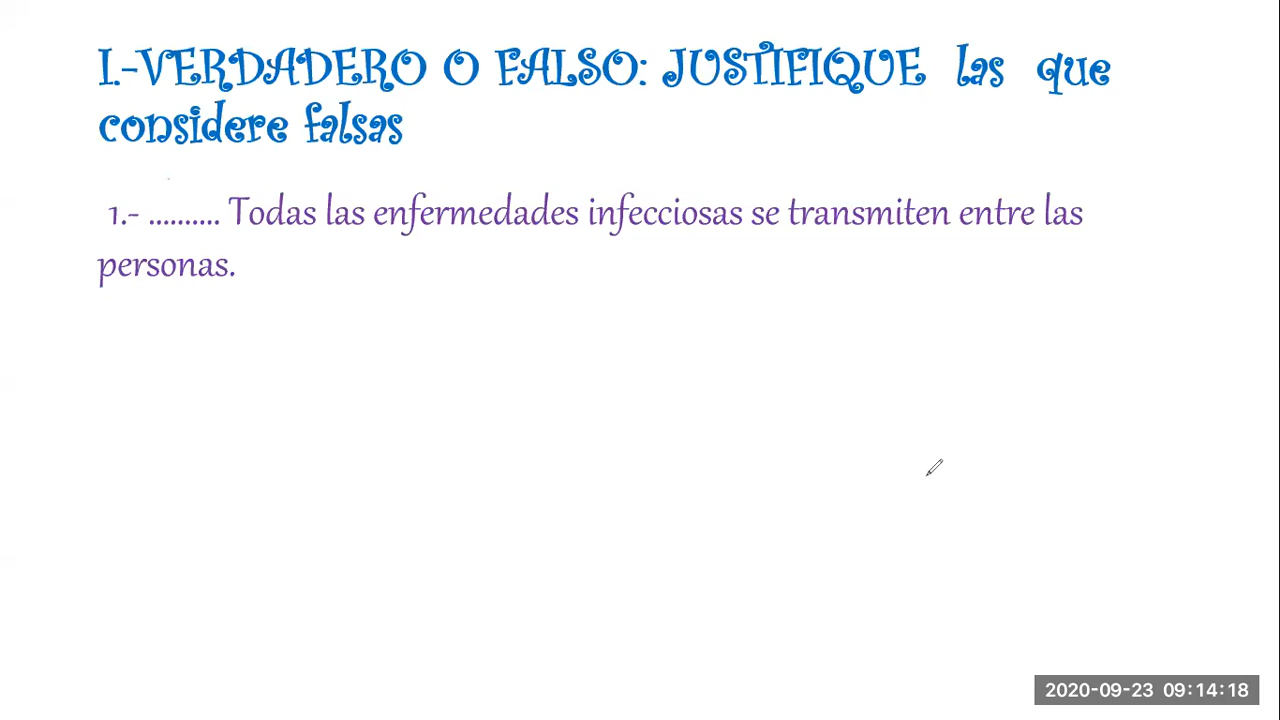 I.-VERDADERO O FALSO: JUSTIFIQUE las que
considere falsas
1.- .......... Todas las enfermedades infecciosas se transmiten entre las
personas.
2020-09-23 09:14:18